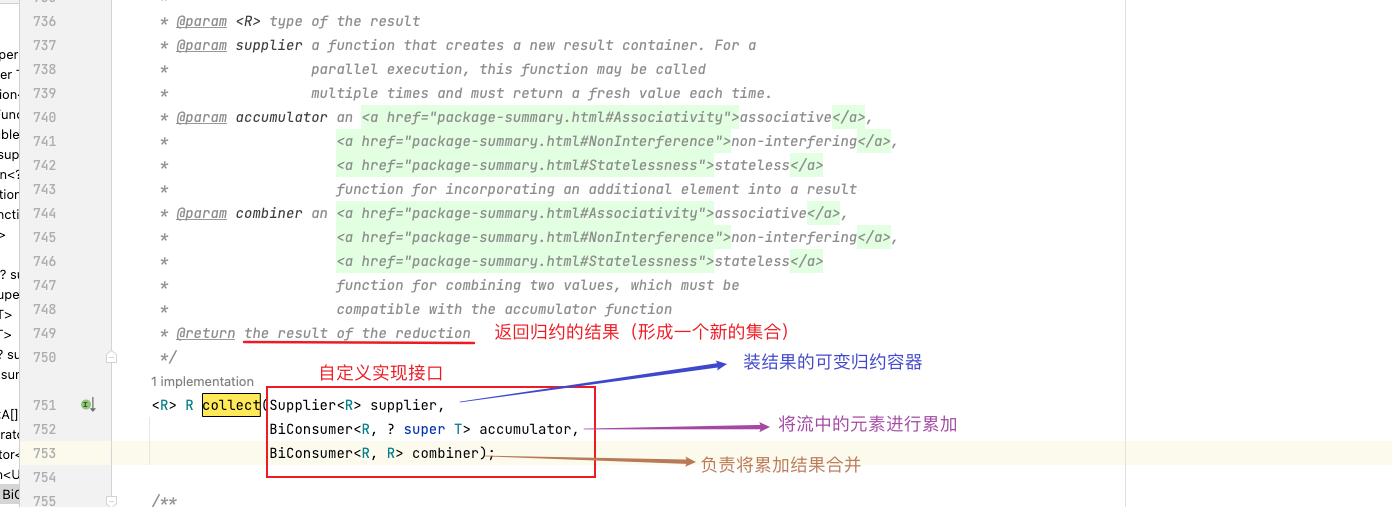 736 * @param <R> type of the result
737 * @param supplier a function that creates a new result container. For a
per 738 * parallel execution, this function may be called
er T 739 * multiple times and must return a fresh value each time.
740 * @param accumulator an <a href="package-summary.html#Associativity">associative</a>,
741 * <a href="package-summary.html#NonInterference">non-interfering</a>,
742 * <a href="package-summary.html#Statelessness">stateless</a>
743 * function for incorporating an additional element into a result
744 * @param combiner an <a href="package-summary.html#Associativity">associative</a>,
745 * <a href="package-summary.html#NonInterference">non-interfering</a>,
746 * <a href="package-summary.html#Statelessness">stateless</a>
747 * function for combining two values, which must be
748 * compatible with the accumulator function
749 * @return the result of the reduction 返回归约的结果（形成一个新的集合）
750 */
装结果的可变归约容器
自定义实现接口
1 implementation
751 <R> R collect(Supplier<R> supplier,
752 BiConsumer<R, ? super T> accumulator, 将流中的元素进行累加
753 BiConsumer<R, R> combiner); 负责将累加结果合并
754
755 /**